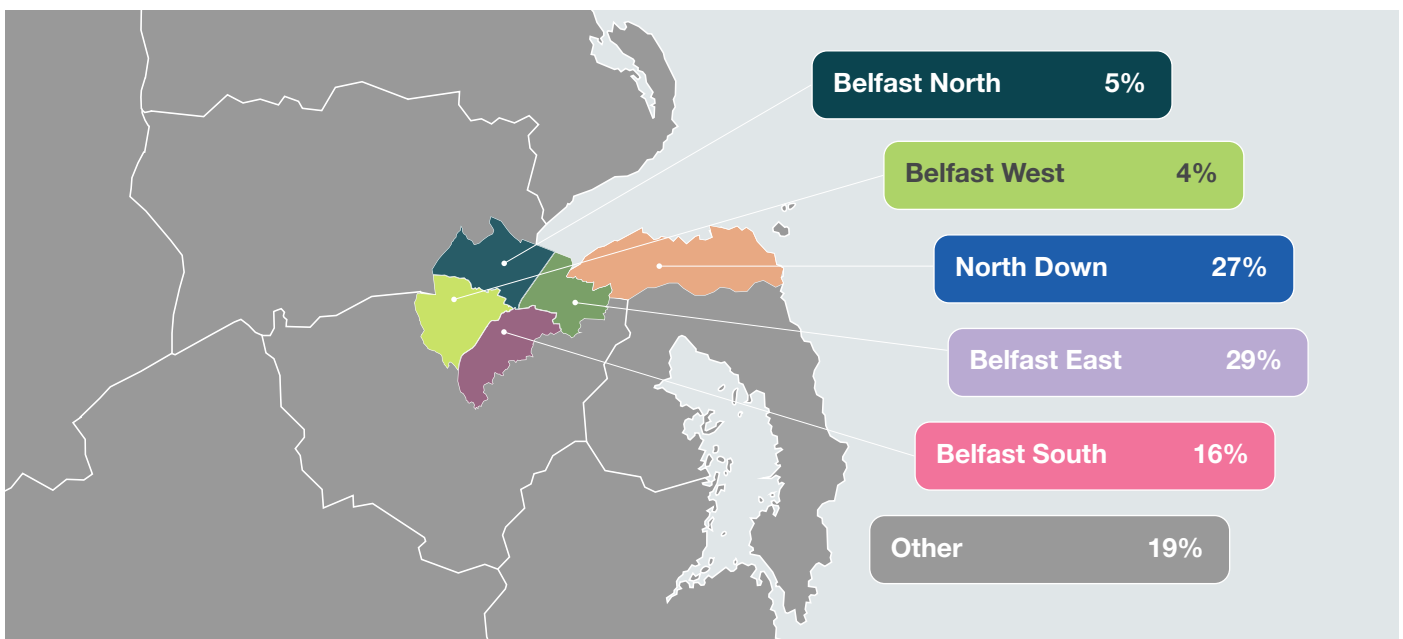 Belfast North 5%
Belfast West 4%
North Down 27%
Belfast East 29%
Belfast South 16%
Other 19%